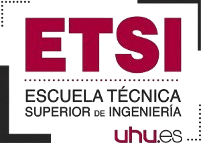 ETSI
ESCUELA TÉCNICA
SUPERIOR DE INGENIERÍA
uhu.es